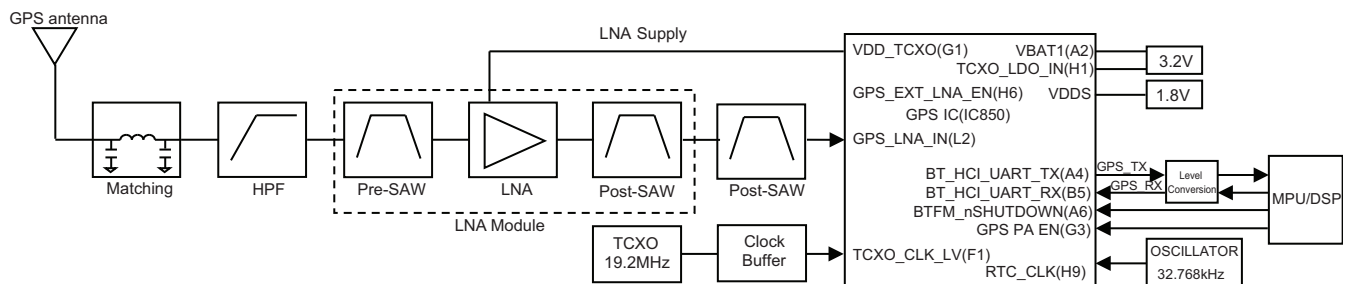 GPS antenna
LNA Supply
VDD_TCXO(G1)
VBAT1(A2)
TCXO_LDO_IN(H1)
3.2V
GPS_EXT_LNA_EN(H6)
VDDS
1.8V
GPS IC(IC850)
GPS_LNA_IN(L2)
Matching
HPF
Pre-SAW
LNA
Post-SAW
Post-SAW
LNA Module
BT_HCI_UART_TX(A4)
GPS_TX
BT_HCI_UART_RX(B5)
GPS_RX
Level
Conversion
MPU/DSP
BTFM_nSHUTDOWN(A6)
GPS PA EN(G3)
TCXO
19.2MHz
Clock
Buffer
TCXO_CLK_LV(F1)
RTC_CLK(H9)
OSCILLATOR
32.768kHz